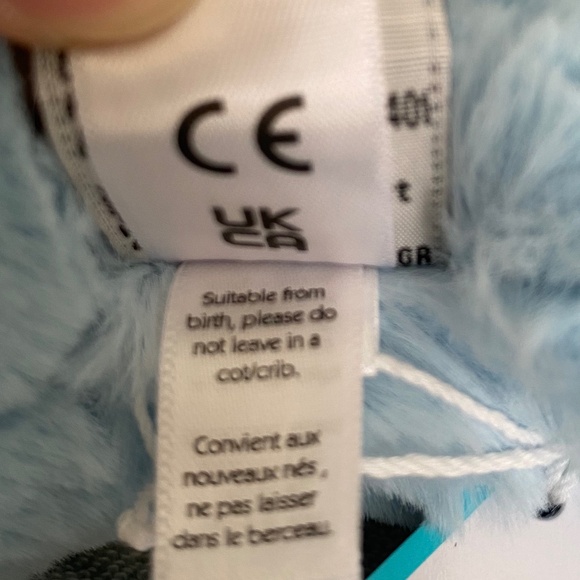 CE
UK
CA
t
GR
Suitable from
birth, please do
not leave in a
cot/crib.
Convient aux
nouveaux nés,
ne pas laisser
dans le berceau.